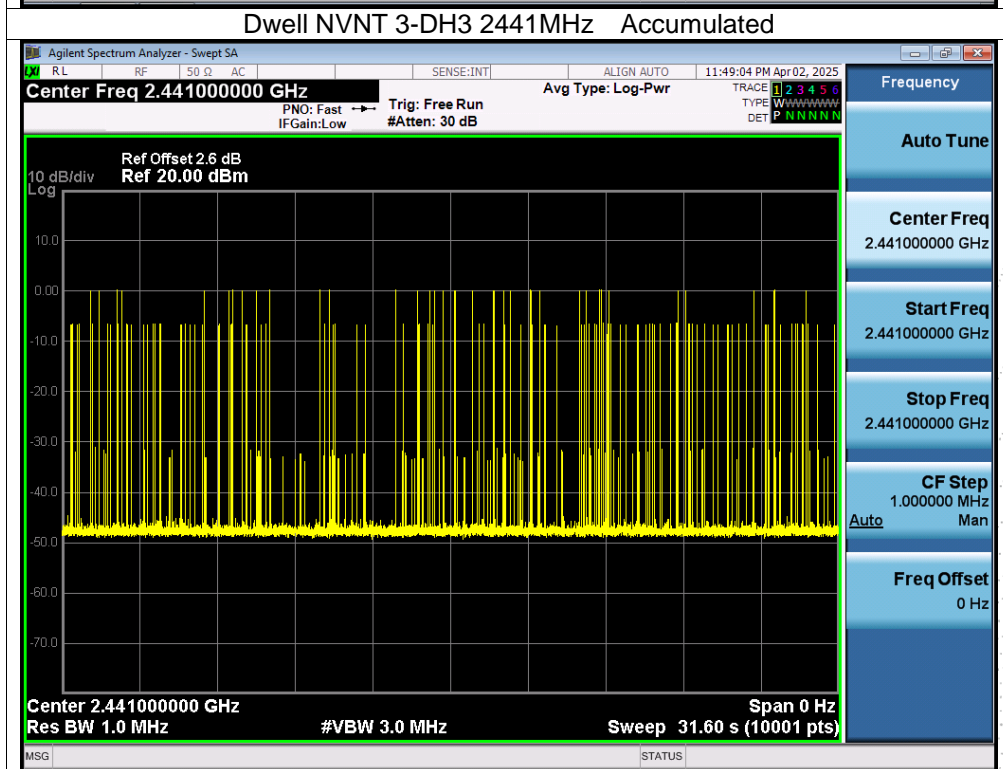 Dwell NVNT 3-DH3 2441MHz Accumulated
Agilent Spectrum Analyzer - Swept SA
LXI RL RF 50 Ω AC SENSE:INT ALIGN AUTO 11:49:04 PM Apr 02, 2025
Center Freq 2.441000000 GHz
PNO: Fast
IFGain:Low
Trig: Free Run
#Atten: 30 dB
Avg Type: Log-Pwr
TRACE 1 2 3 4 5 6
TYPE WWWWWW
DET P N N N N N
Frequency
Auto Tune
Center Freq
2.441000000 GHz
Start Freq
2.441000000 GHz
Stop Freq
2.441000000 GHz
CF Step
1.000000 MHz
Auto Man
Freq Offset
0 Hz
Ref Offset 2.6 dB
10 dB/div Ref 20.00 dBm
Log
10.0
0.00
-10.0
-20.0
-30.0
-40.0
-50.0
-60.0
-70.0
Center 2.441000000 GHz Span 0 Hz
Res BW 1.0 MHz #VBW 3.0 MHz Sweep 31.60 s (10001 pts)
MSG STATUS